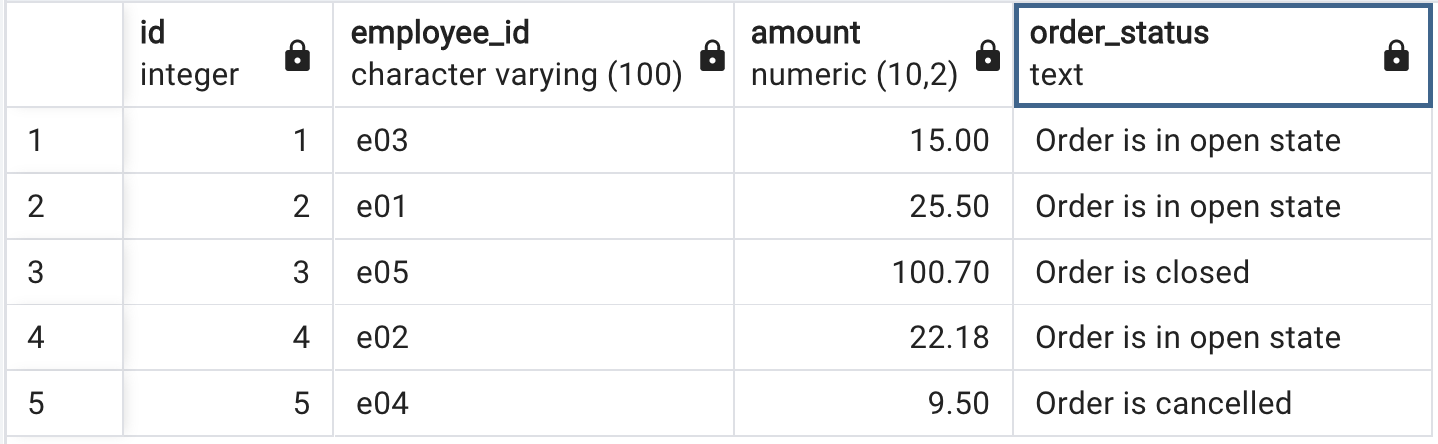 id employee_id amount order_status
integer character varying (100) numeric (10,2) text
1 1 e03 15.00 Order is in open state
2 2 e01 25.50 Order is in open state
3 3 e05 100.70 Order is closed
4 4 e02 22.18 Order is in open state
5 5 e04 9.50 Order is cancelled